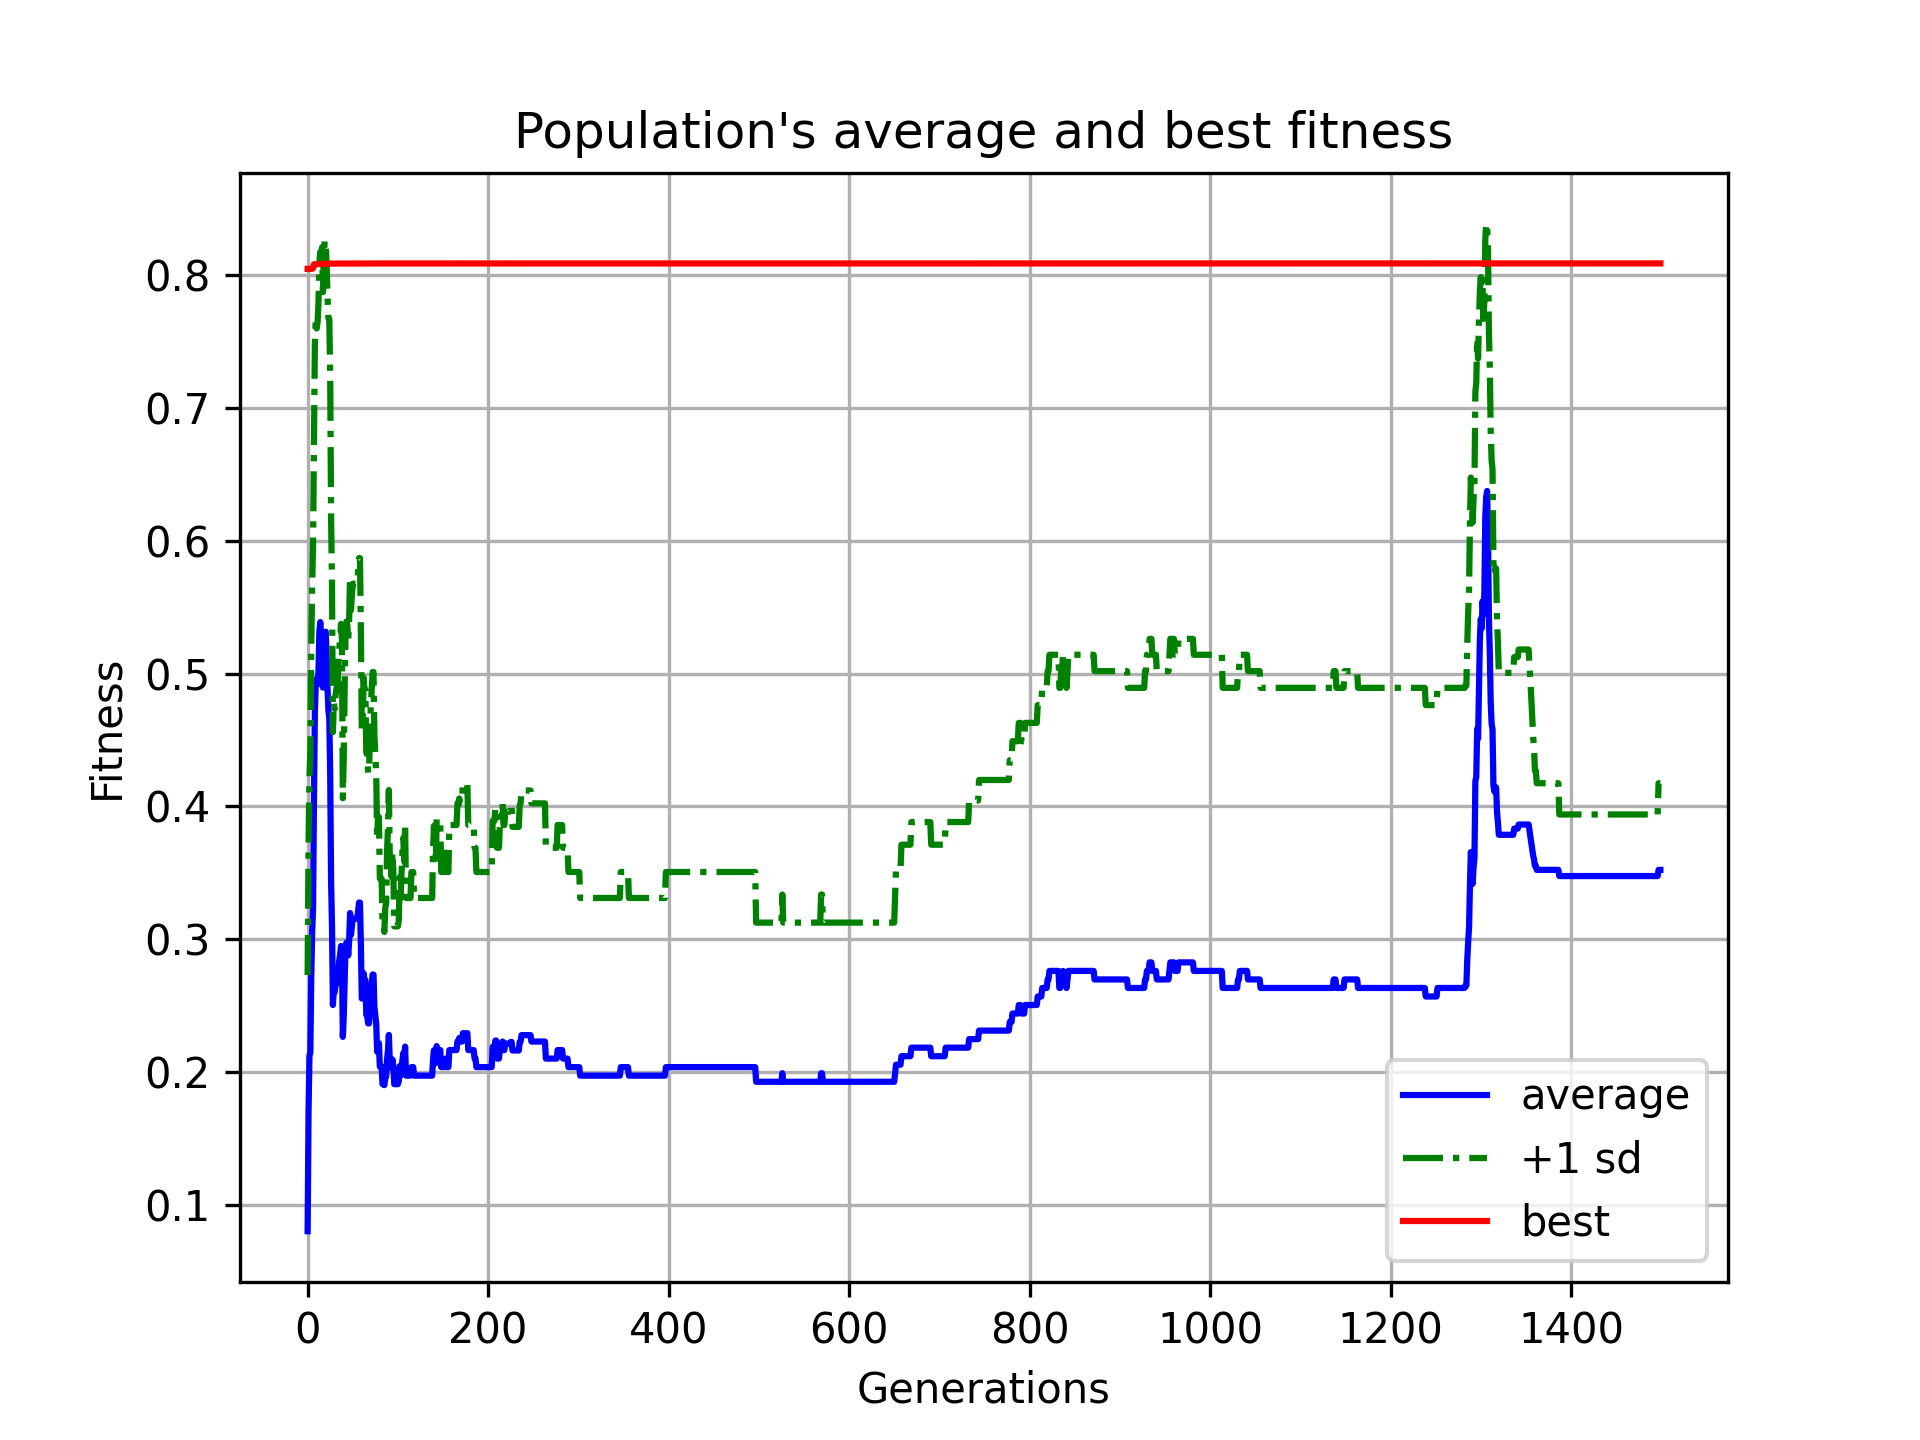 Population's average and best fitness
Fitness
0.8
0.7
0.6
0.5
0.4
0.3
0.2
0.1
average
+1 sd
best
0 200 400 600 800 1000 1200 1400
Generations